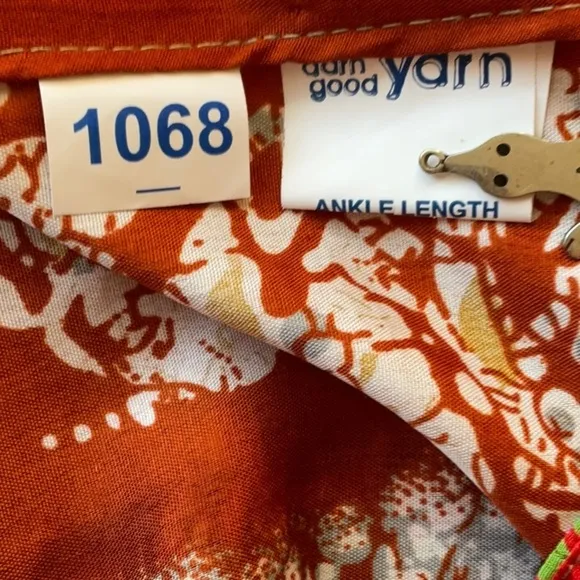 1068
darn
good yarn
ANKLE LENGTH